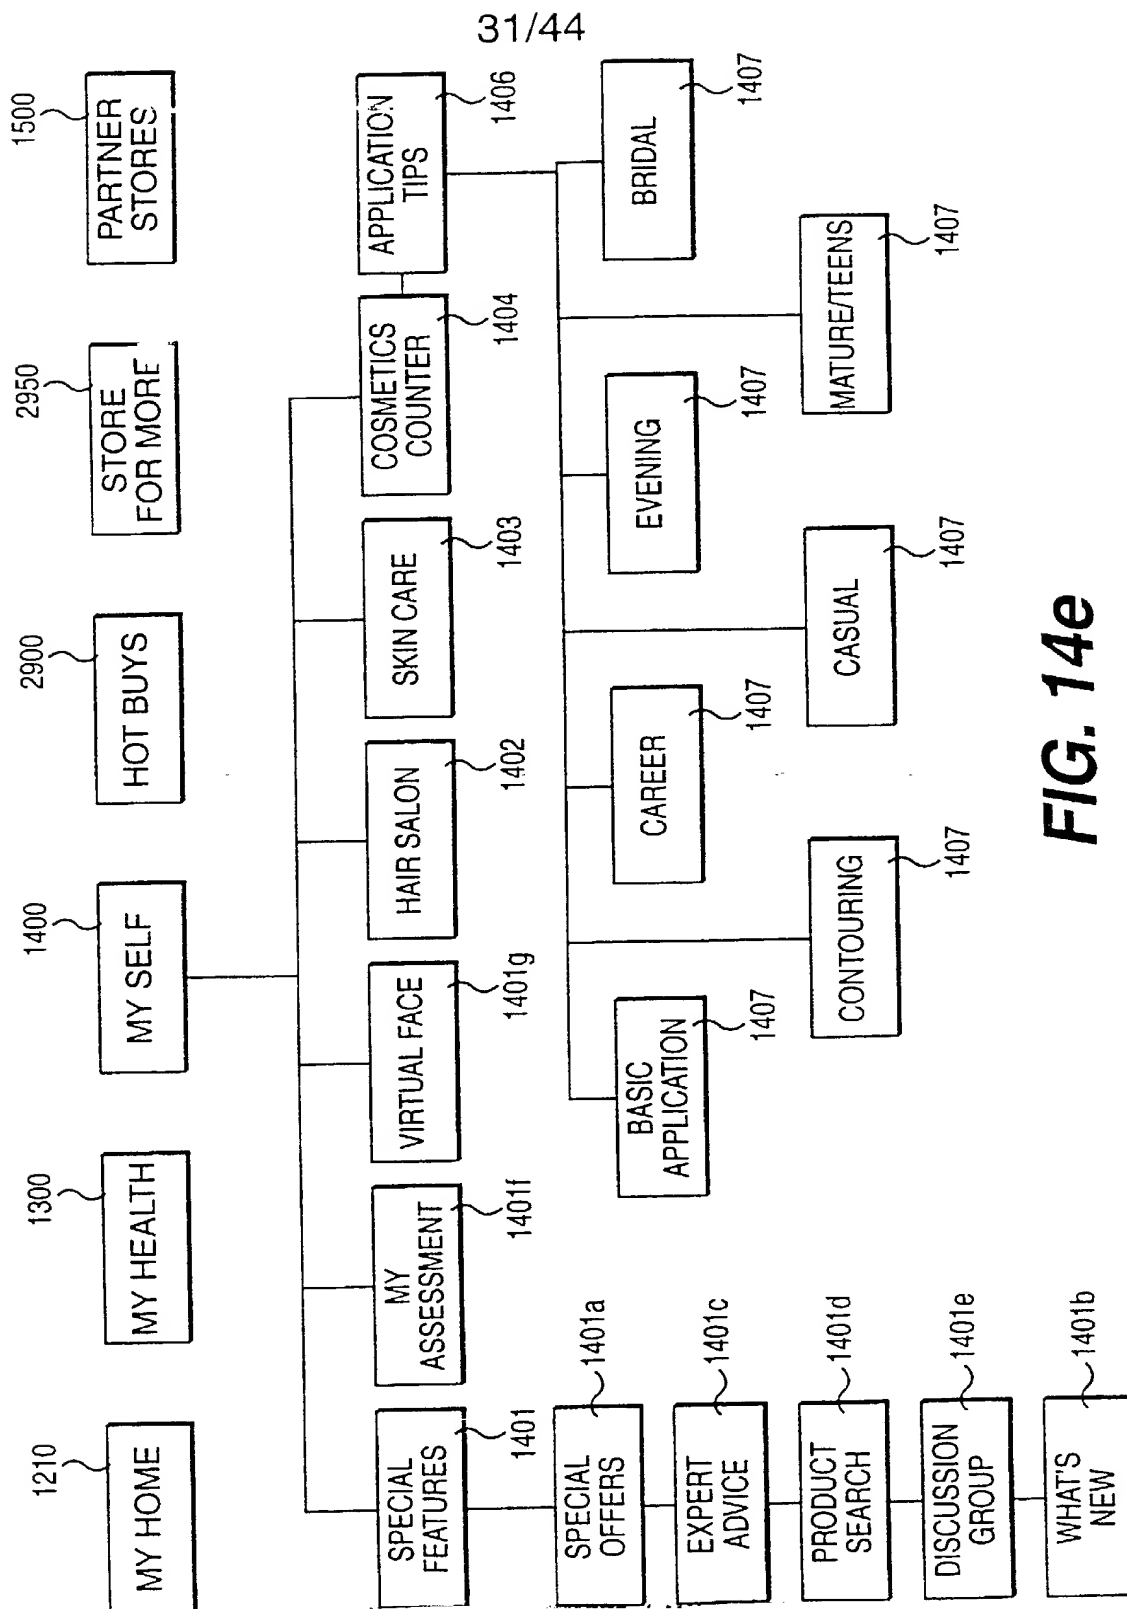 31/44
1210
MY HOME
1300
MY HEALTH
1400
MY SELF
2900
HOT BUYS
2950
STORE
FOR MORE
1500
PARTNER
STORES
SPECIAL
FEATURES
1401
MY
ASSESSMENT
1401f
VIRTUAL FACE
1401g
HAIR SALON
1402
SKIN CARE
1403
COSMETICS
COUNTER
1404
APPLICATION
TIPS
1406
SPECIAL
OFFERS
1401a
EXPERT
ADVICE
1401c
PRODUCT
SEARCH
1401d
DISCUSSION
GROUP
1401e
WHAT'S
NEW
1401b
BASIC
APPLICATION
1407
CAREER
1407
EVENING
1407
BRIDAL
1407
CONTOURING
1407
CASUAL
1407
MATURE/TEENS
1407
FIG. 14e